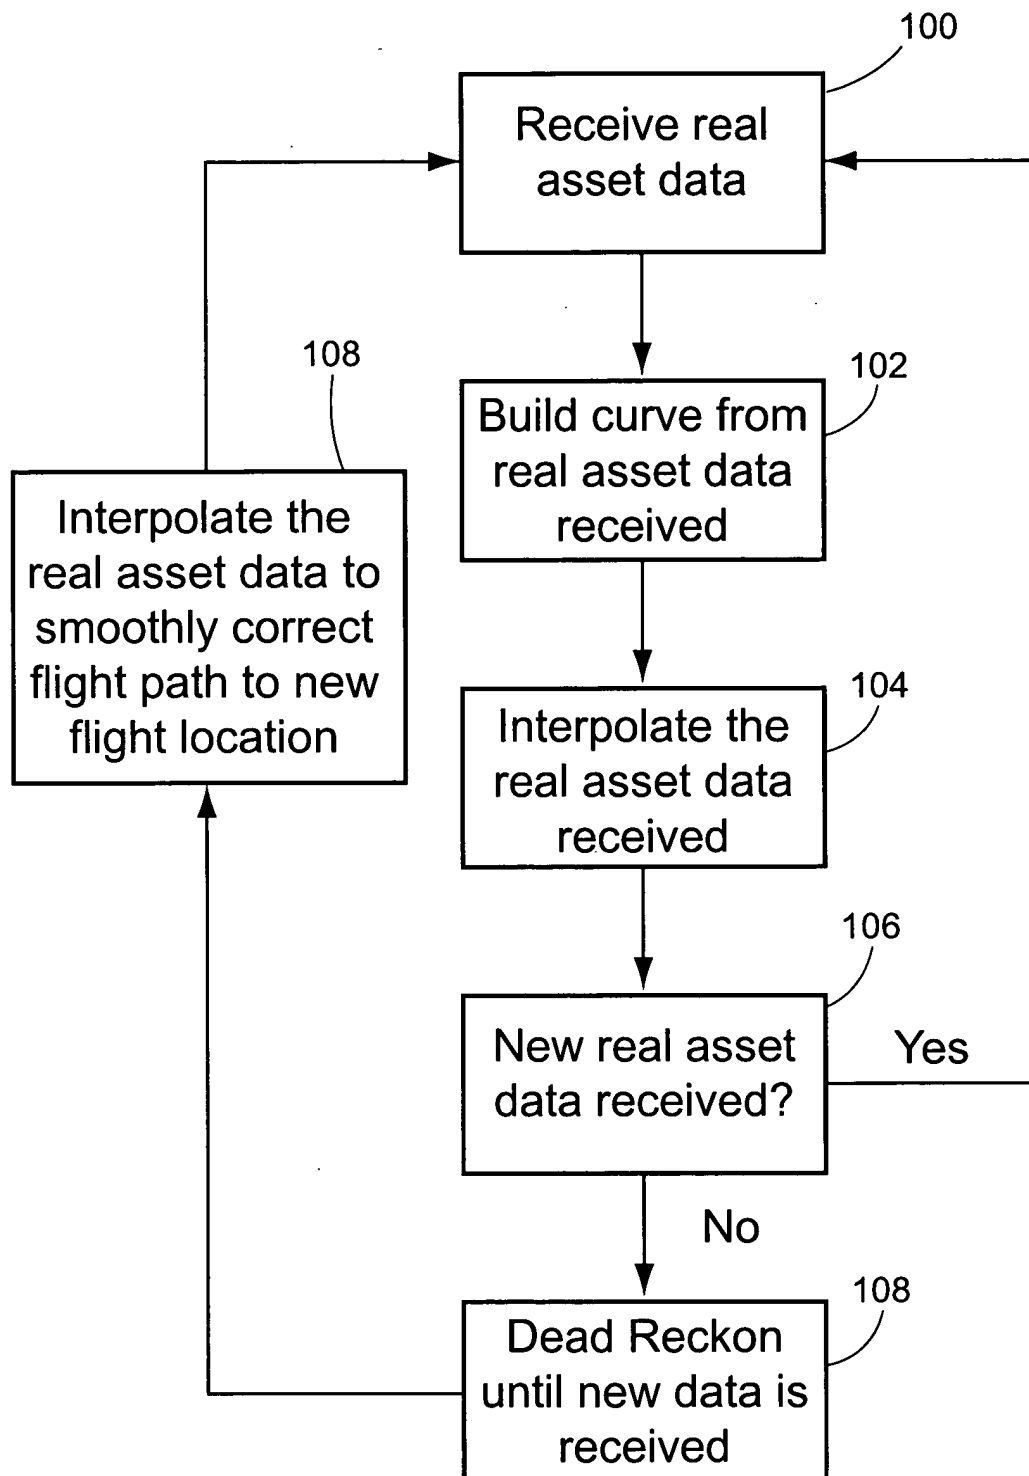 100
Receive real
asset data
102
Build curve from
real asset data
received
104
Interpolate the
real asset data
received
106
New real asset
data received?
Yes
No
108
Dead Reckon
until new data is
received
108
Interpolate the
real asset data to
smoothly correct
flight path to new
flight location